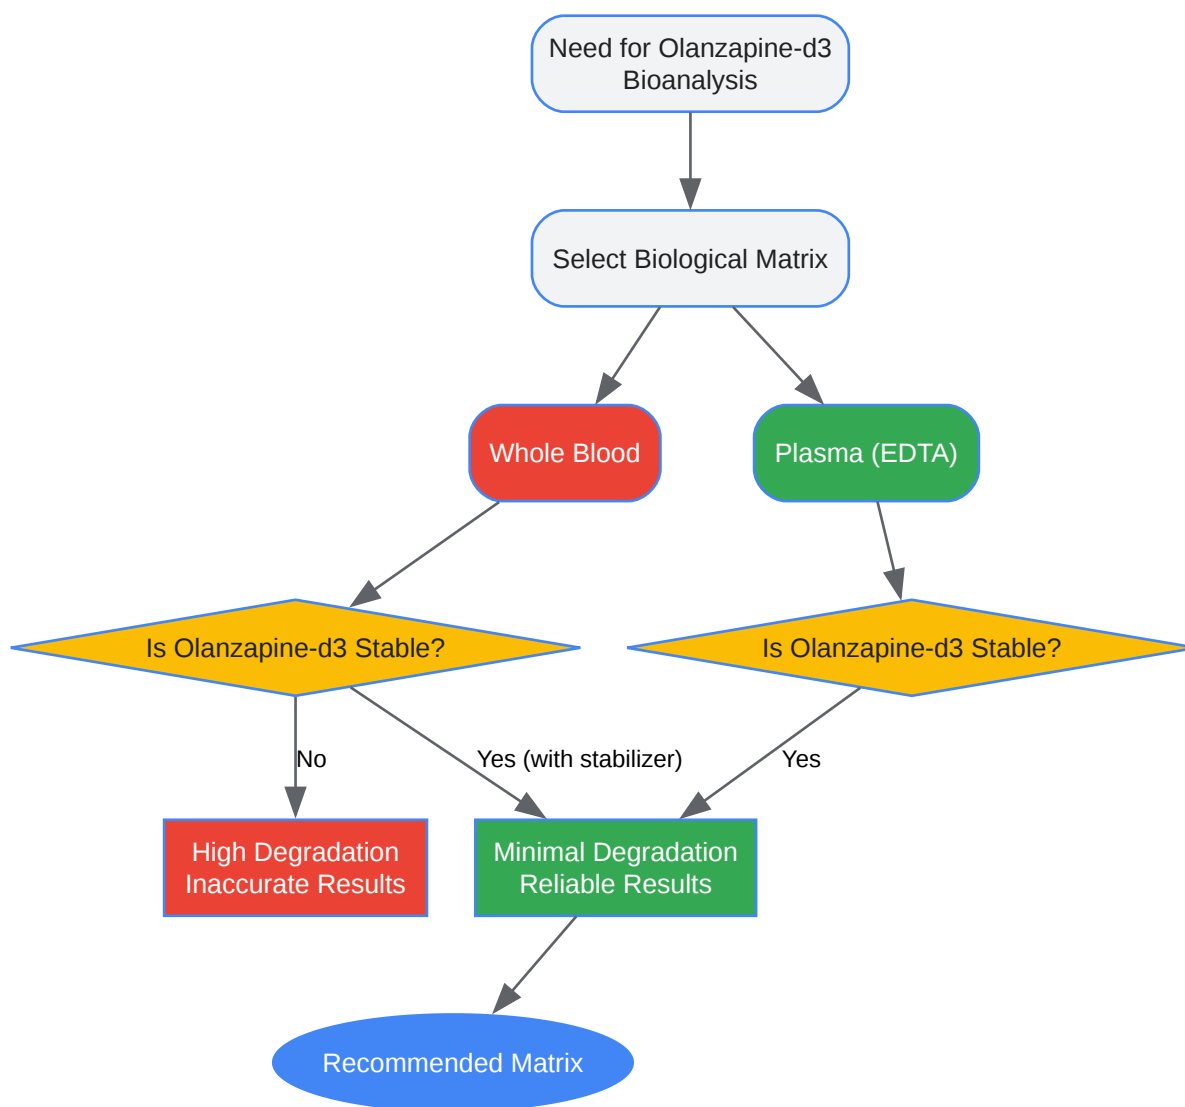 Need for Olanzapine-d3
Bioanalysis
Select Biological Matrix
Whole Blood
Plasma (EDTA)
Is Olanzapine-d3 Stable?
Is Olanzapine-d3 Stable?
No
Yes (with stabilizer)
Yes
High Degradation
Inaccurate Results
Minimal Degradation
Reliable Results
Recommended Matrix